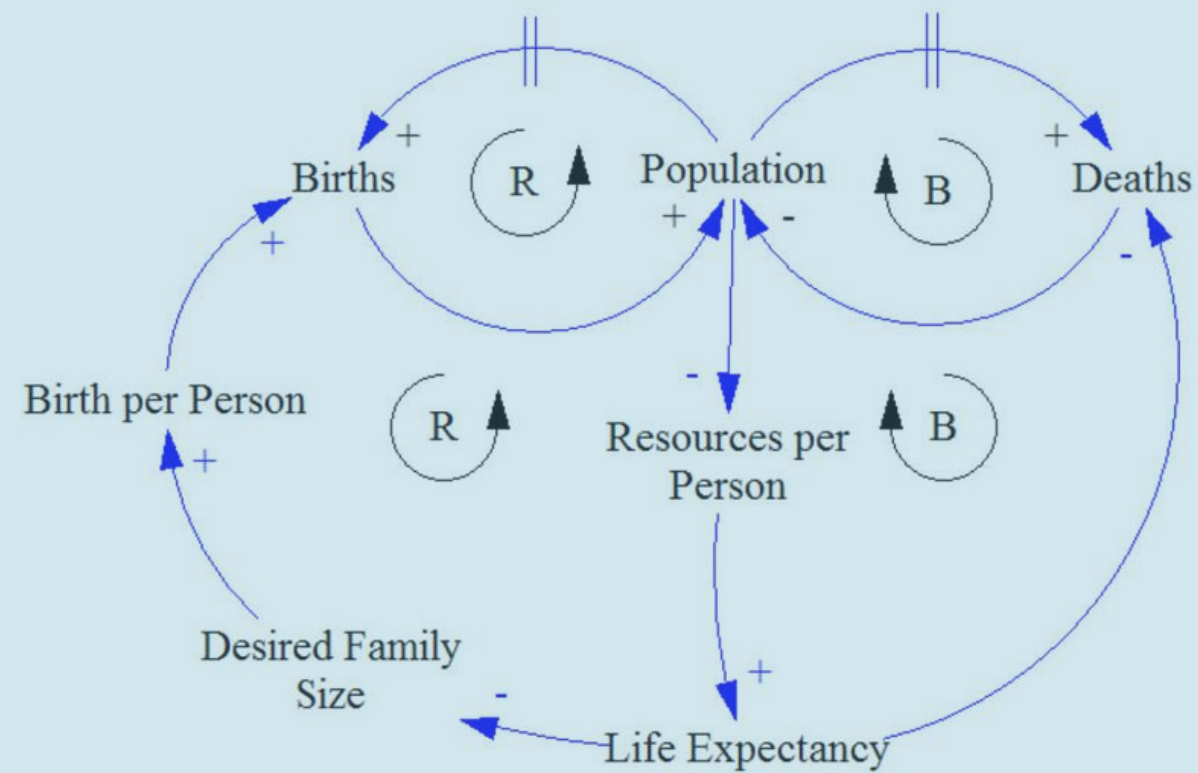 +
+
Births
R
Population
B
Deaths
+
+
-
-
Birth per Person
-
R
B
Resources per
Person
+
Desired Family
Size
-
+
Life Expectancy